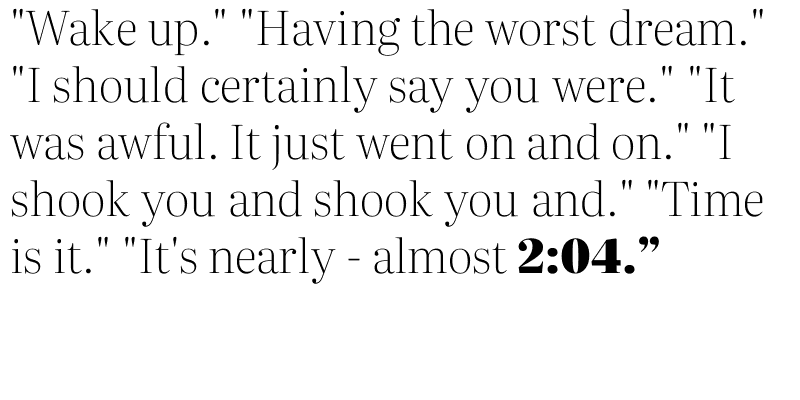 "Wake up." "Having the worst dream."
"I should certainly say you were." "It
was awful. It just went on and on." "I
shook you and shook you and." "Time
is it." "It's nearly - almost 2:04.”